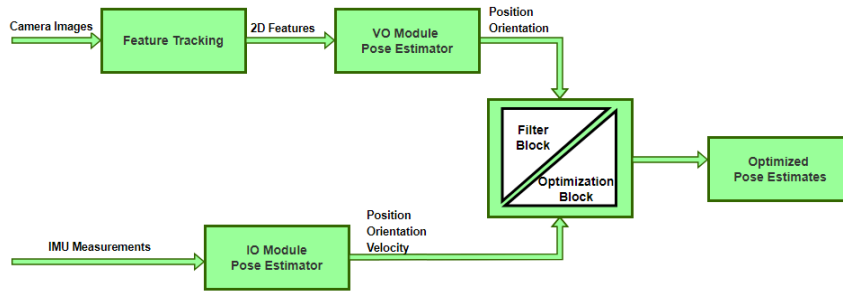 Camera Images
Feature Tracking
2D Features
VO Module
Pose Estimator
Position
Orientation
Filter
Block
Optimization
Block
Optimized
Pose Estimates
IMU Measurements
IO Module
Pose Estimator
Position
Orientation
Velocity